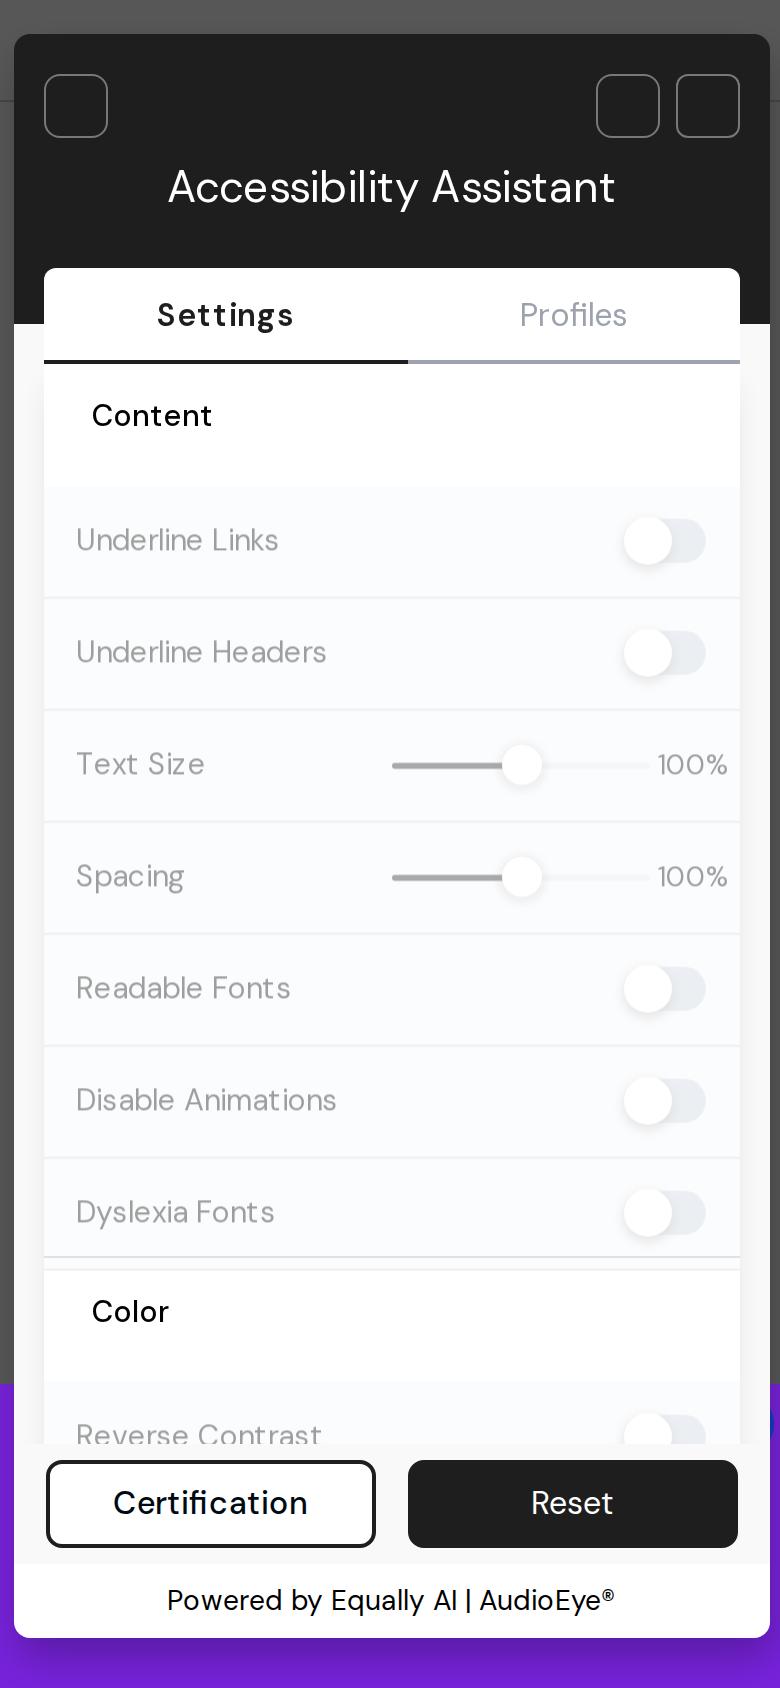 Accessibility Assistant
Settings
Profiles
Content
Underline Links
Underline Headers
Text Size
100%
Spacing
100%
Readable Fonts
Disable Animations
Dyslexia Fonts
Color
Reverse Contrast
Certification
Reset
Powered by Equally AI | AudioEye®